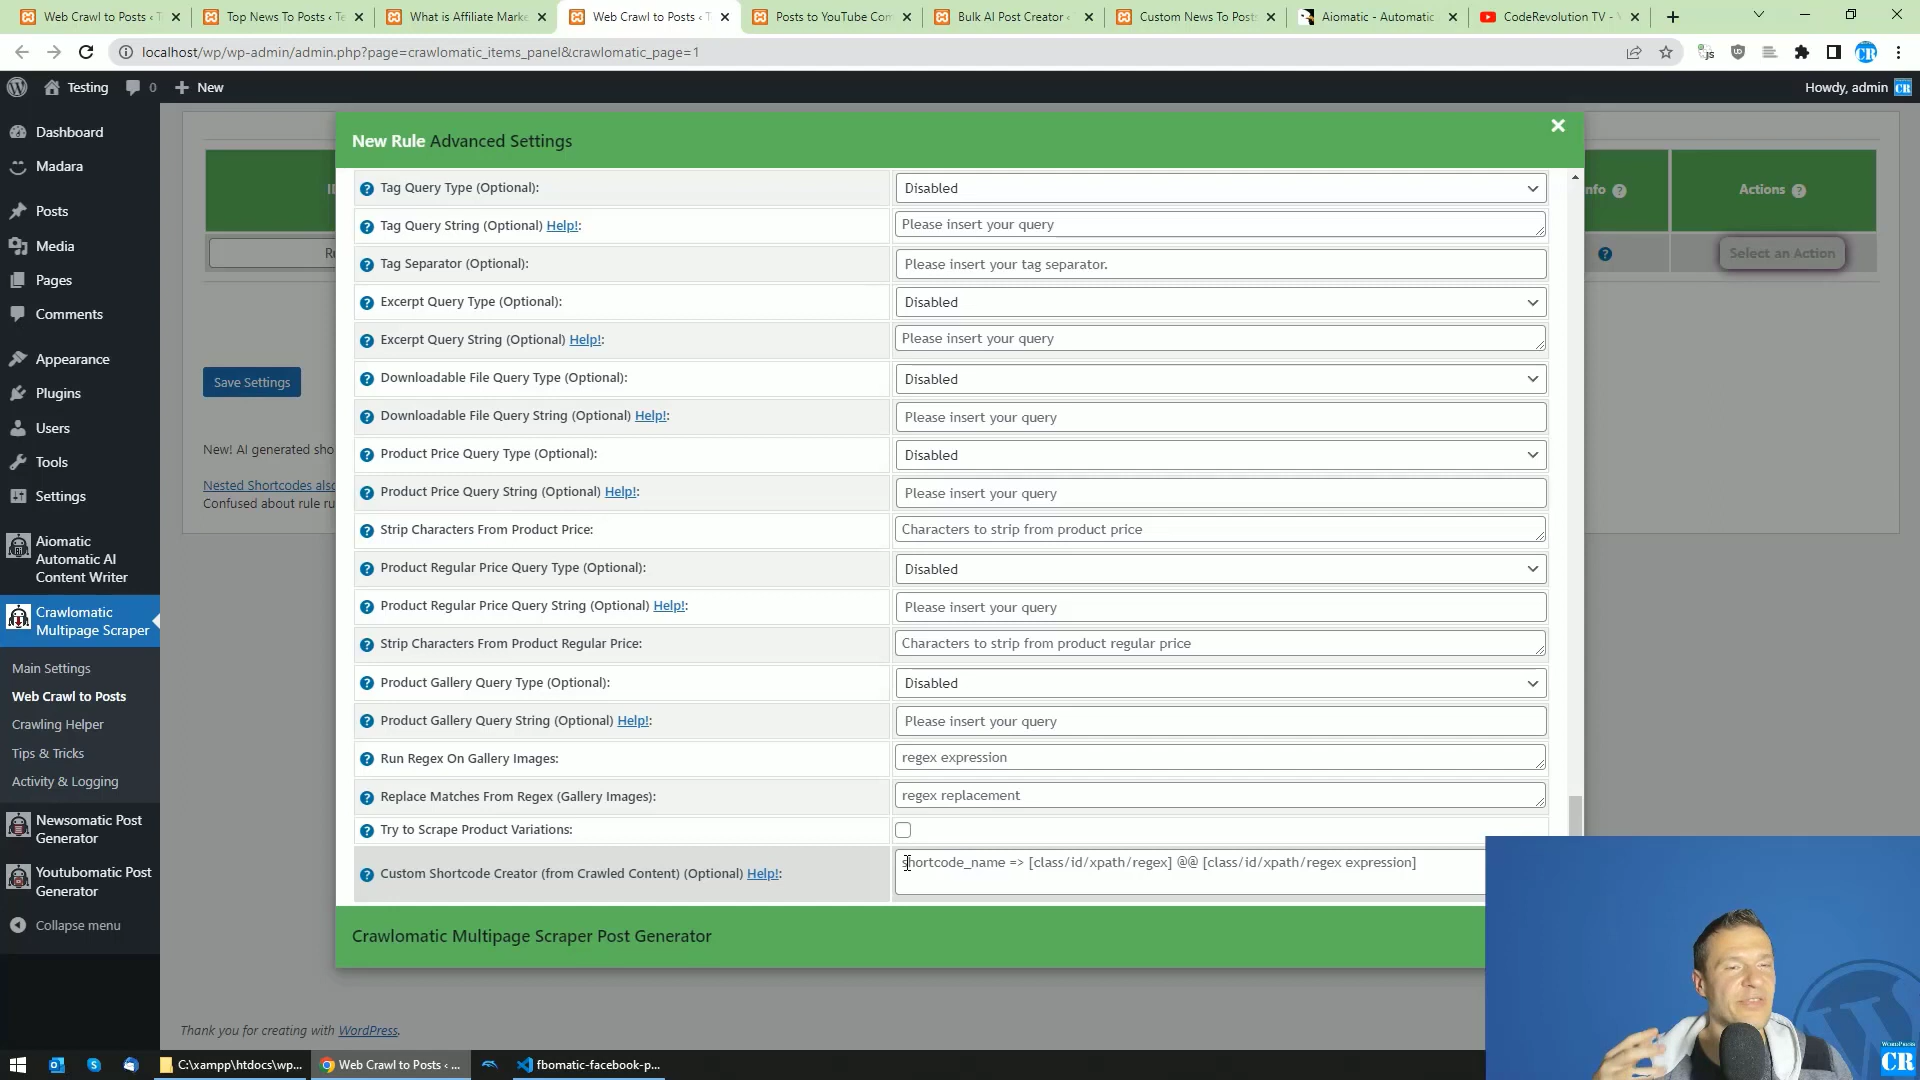 Web Crawl to Posts ‹ T
Top News To Posts ‹ Te
What is Affiliate Marke
Web Crawl to Posts ‹ T
Posts to YouTube Com
Bulk AI Post Creator ‹
Custom News To Posts
Aiomatic - Automatic
CodeRevolution TV - Y
localhost/wp/wp-admin/admin.php?page=crawlomatic_items_panel&crawlomatic_page=1
Testing
0
New
Howdy, admin
Dashboard
Madara
Posts
Media
Pages
Comments
Appearance
Plugins
Users
Tools
Settings
Aiomatic
Automatic AI
Content Writer
Crawlomatic
Multipage Scraper
Main Settings
Web Crawl to Posts
Crawling Helper
Tips & Tricks
Activity & Logging
Newsomatic Post
Generator
Youtubomatic Post
Generator
Collapse menu
Save Settings
New! AI generated sho
Nested Shortcodes also
Confused about rule ru
nfo
Actions
Select an Action
New Rule Advanced Settings
Tag Query Type (Optional):
Disabled
Tag Query String (Optional) Help!:
Please insert your query
Tag Separator (Optional):
Please insert your tag separator.
Excerpt Query Type (Optional):
Disabled
Excerpt Query String (Optional) Help!:
Please insert your query
Downloadable File Query Type (Optional):
Disabled
Downloadable File Query String (Optional) Help!:
Please insert your query
Product Price Query Type (Optional):
Disabled
Product Price Query String (Optional) Help!:
Please insert your query
Strip Characters From Product Price:
Characters to strip from product price
Product Regular Price Query Type (Optional):
Disabled
Product Regular Price Query String (Optional) Help!:
Please insert your query
Strip Characters From Product Regular Price:
Characters to strip from product regular price
Product Gallery Query Type (Optional):
Disabled
Product Gallery Query String (Optional) Help!:
Please insert your query
Run Regex On Gallery Images:
regex expression
Replace Matches From Regex (Gallery Images):
regex replacement
Try to Scrape Product Variations:
Custom Shortcode Creator (from Crawled Content) (Optional) Help!:
shortcode_name => [class/id/xpath/regex] @@ [class/id/xpath/regex expression]
Crawlomatic Multipage Scraper Post Generator
Thank you for creating with WordPress.
C:\xampp\htdocs\wp...
Web Crawl to Posts ‹ ...
fbomatic-facebook-p...
WORDPRESS
CR